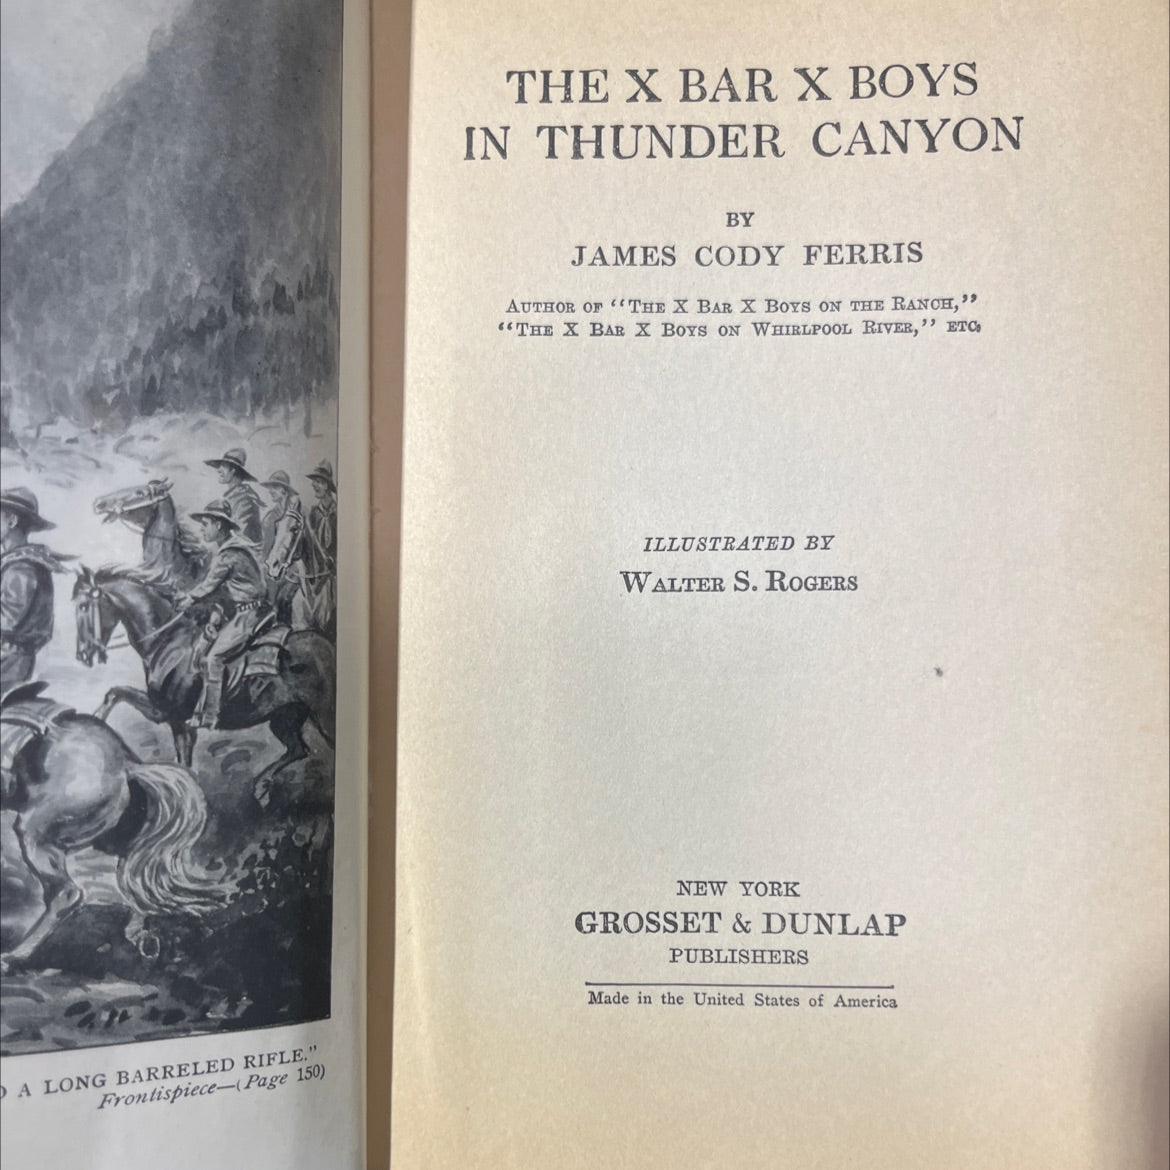 A LONG BARRELED RIFLE."
Frontispiece—(Page 150)
THE X BAR X BOYS
IN THUNDER CANYON
BY
JAMES CODY FERRIS
AUTHOR OF "THE X BAR X BOYS ON THE RANCH,"
"THE X BAR X BOYS ON WHIRLPOOL RIVER," ETC.
ILLUSTRATED BY
WALTER S. ROGERS
NEW YORK
GROSSET & DUNLAP
PUBLISHERS
Made in the United States of America